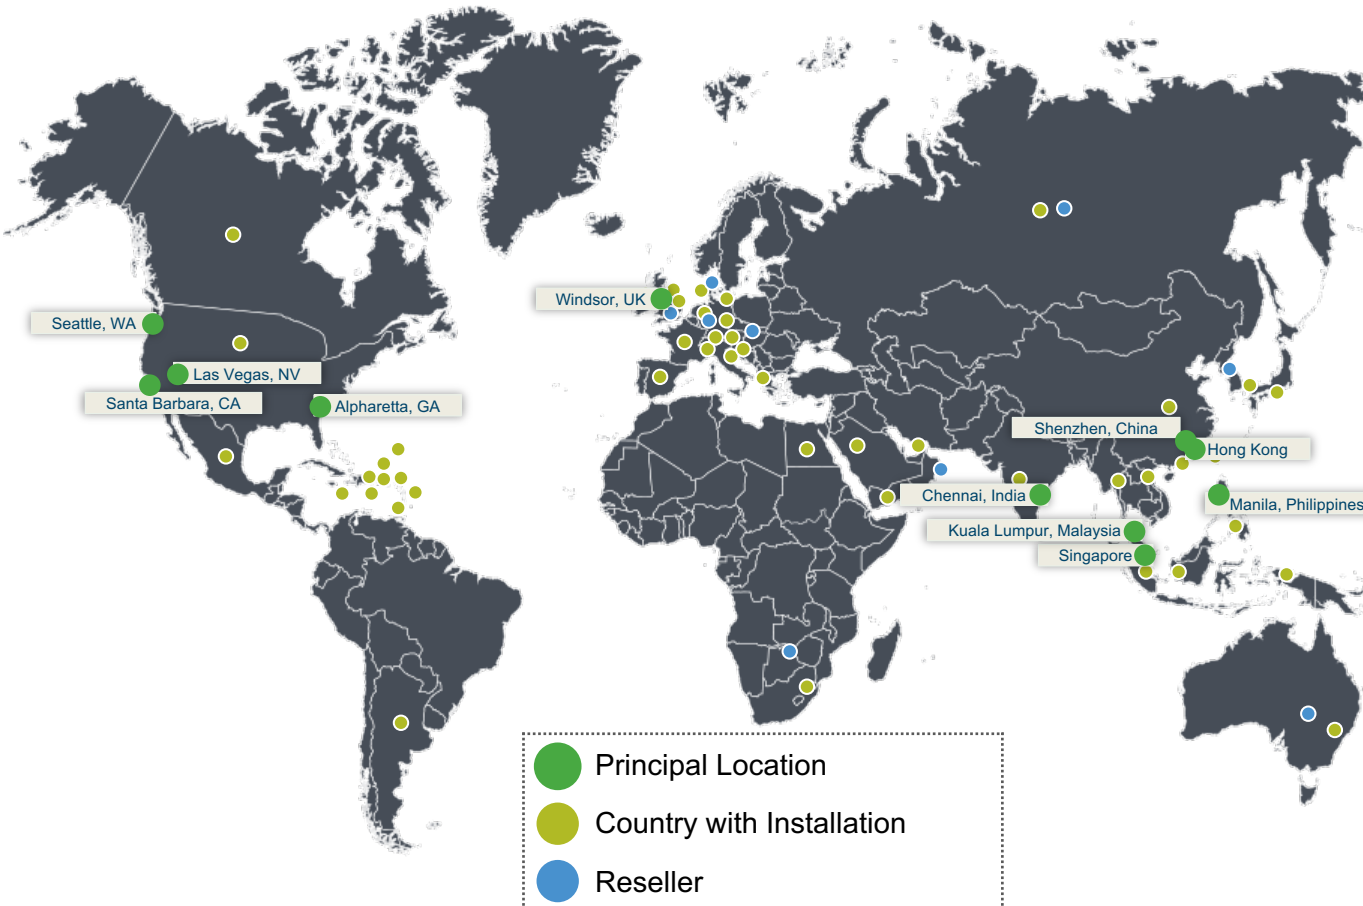 Windsor, UK
Seattle, WA
Las Vegas, NV
Santa Barbara, CA
Alpharetta, GA
Shenzhen, China
Hong Kong
Chennai, India
Manila, Philippines
Kuala Lumpur, Malaysia
Singapore
Principal Location
Country with Installation
Reseller